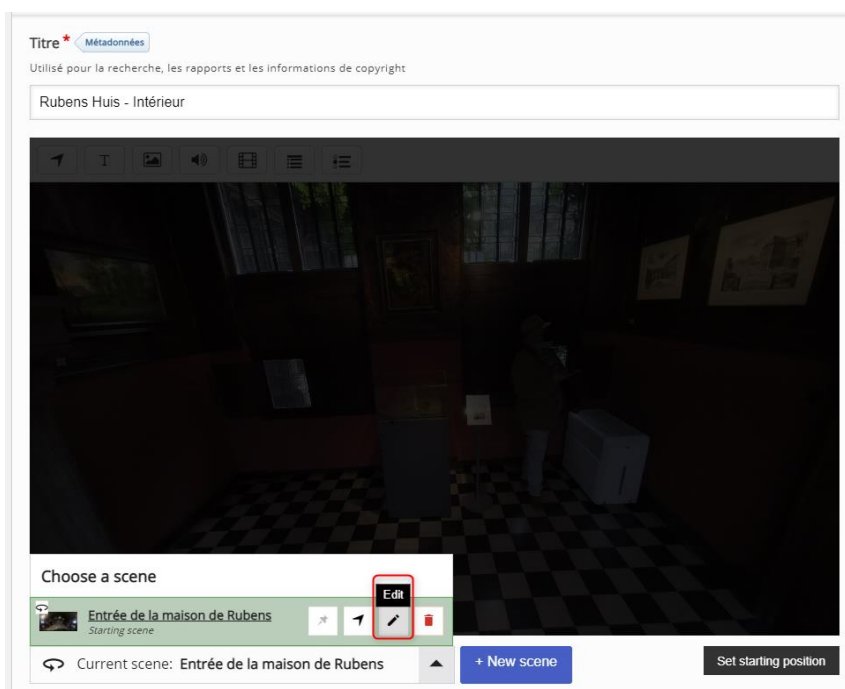 Titre * Métadonnées
Utilisé pour la recherche, les rapports et les informations de copyright
Rubens Huis - Intérieur
T
Choose a scene
Edit
Entrée de la maison de Rubens
Starting scene
Current scene: Entrée de la maison de Rubens
+ New scene
Set starting position